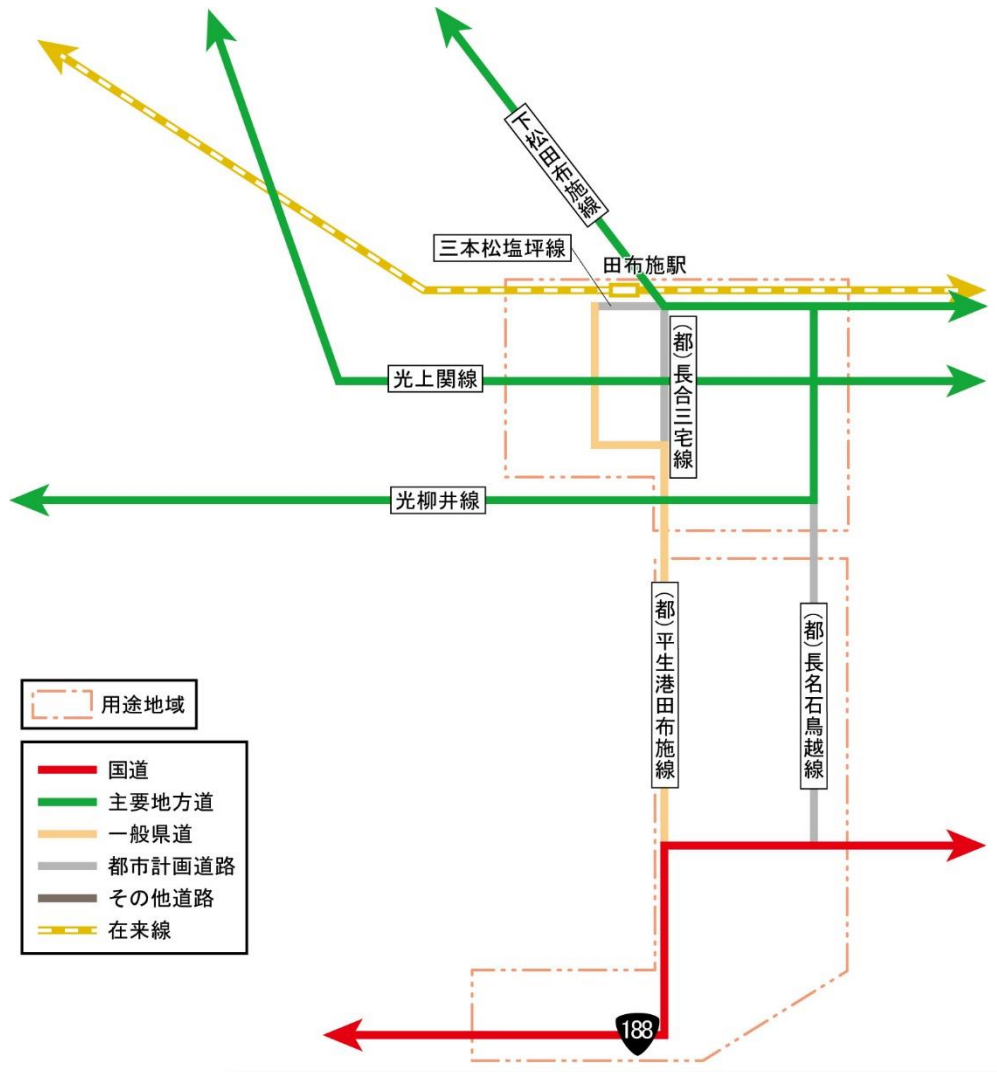 下松田布施線
三本松塩坪線
田布施駅
(都)長合三宅線
光上関線
光柳井線
(都)平生港田布施線
(都)長名石鳥越線
用途地域
国道
主要地方道
一般県道
都市計画道路
その他道路
在来線
188